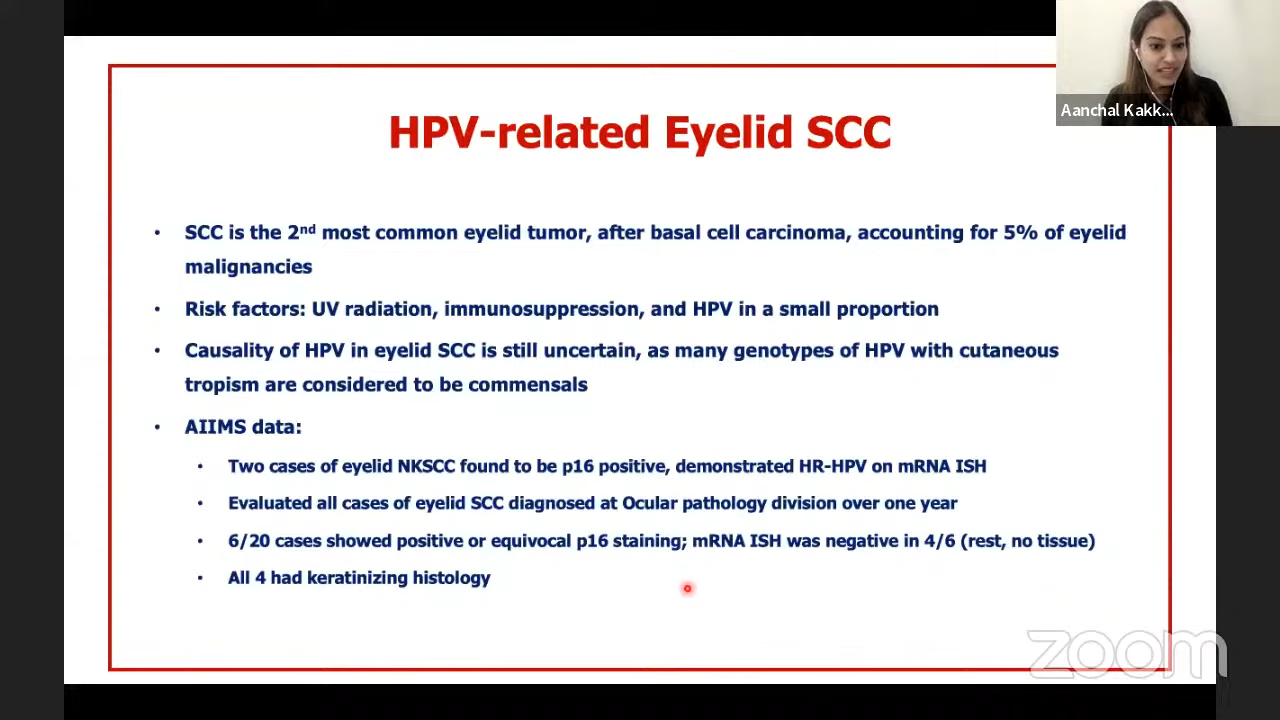 Aanchal Kakk...
HPV-related Eyelid SCC
• SCC is the 2nd most common eyelid tumor, after basal cell carcinoma, accounting for 5% of eyelid
malignancies
• Risk factors: UV radiation, immunosuppression, and HPV in a small proportion
• Causality of HPV in eyelid SCC is still uncertain, as many genotypes of HPV with cutaneous
tropism are considered to be commensals
• AIIMS data:
• Two cases of eyelid NKSCC found to be p16 positive, demonstrated HR-HPV on mRNA ISH
• Evaluated all cases of eyelid SCC diagnosed at Ocular pathology division over one year
• 6/20 cases showed positive or equivocal p16 staining; mRNA ISH was negative in 4/6 (rest, no tissue)
• All 4 had keratinizing histology
zoom